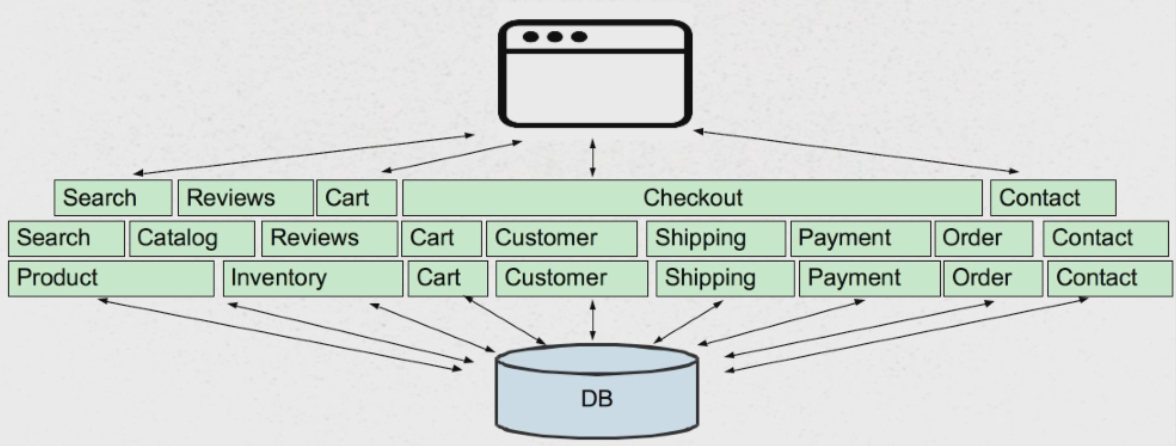 Search Reviews Cart Checkout Contact
Search Catalog Reviews Cart Customer Shipping Payment Order Contact
Product Inventory Cart Customer Shipping Payment Order Contact
DB